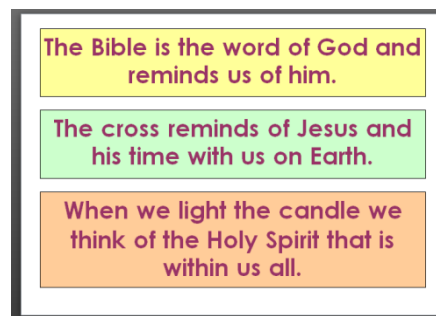 The Bible is the word of God and
reminds us of him.
The cross reminds of Jesus and
his time with us on Earth.
When we light the candle we
think of the Holy Spirit that is
within us all.